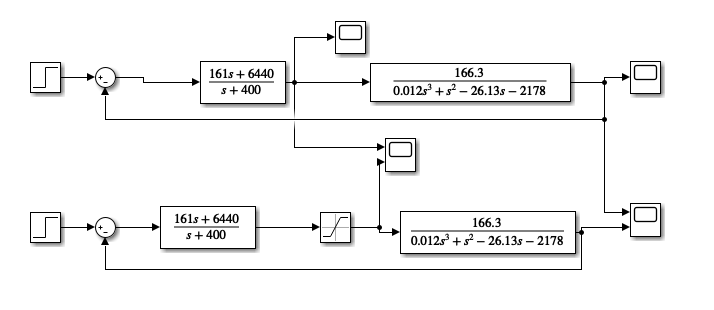 161s + 6440
s + 400
166.3
0.012s³ + s² − 26.13s − 2178
161s + 6440
s + 400
166.3
0.012s³ + s² − 26.13s − 2178